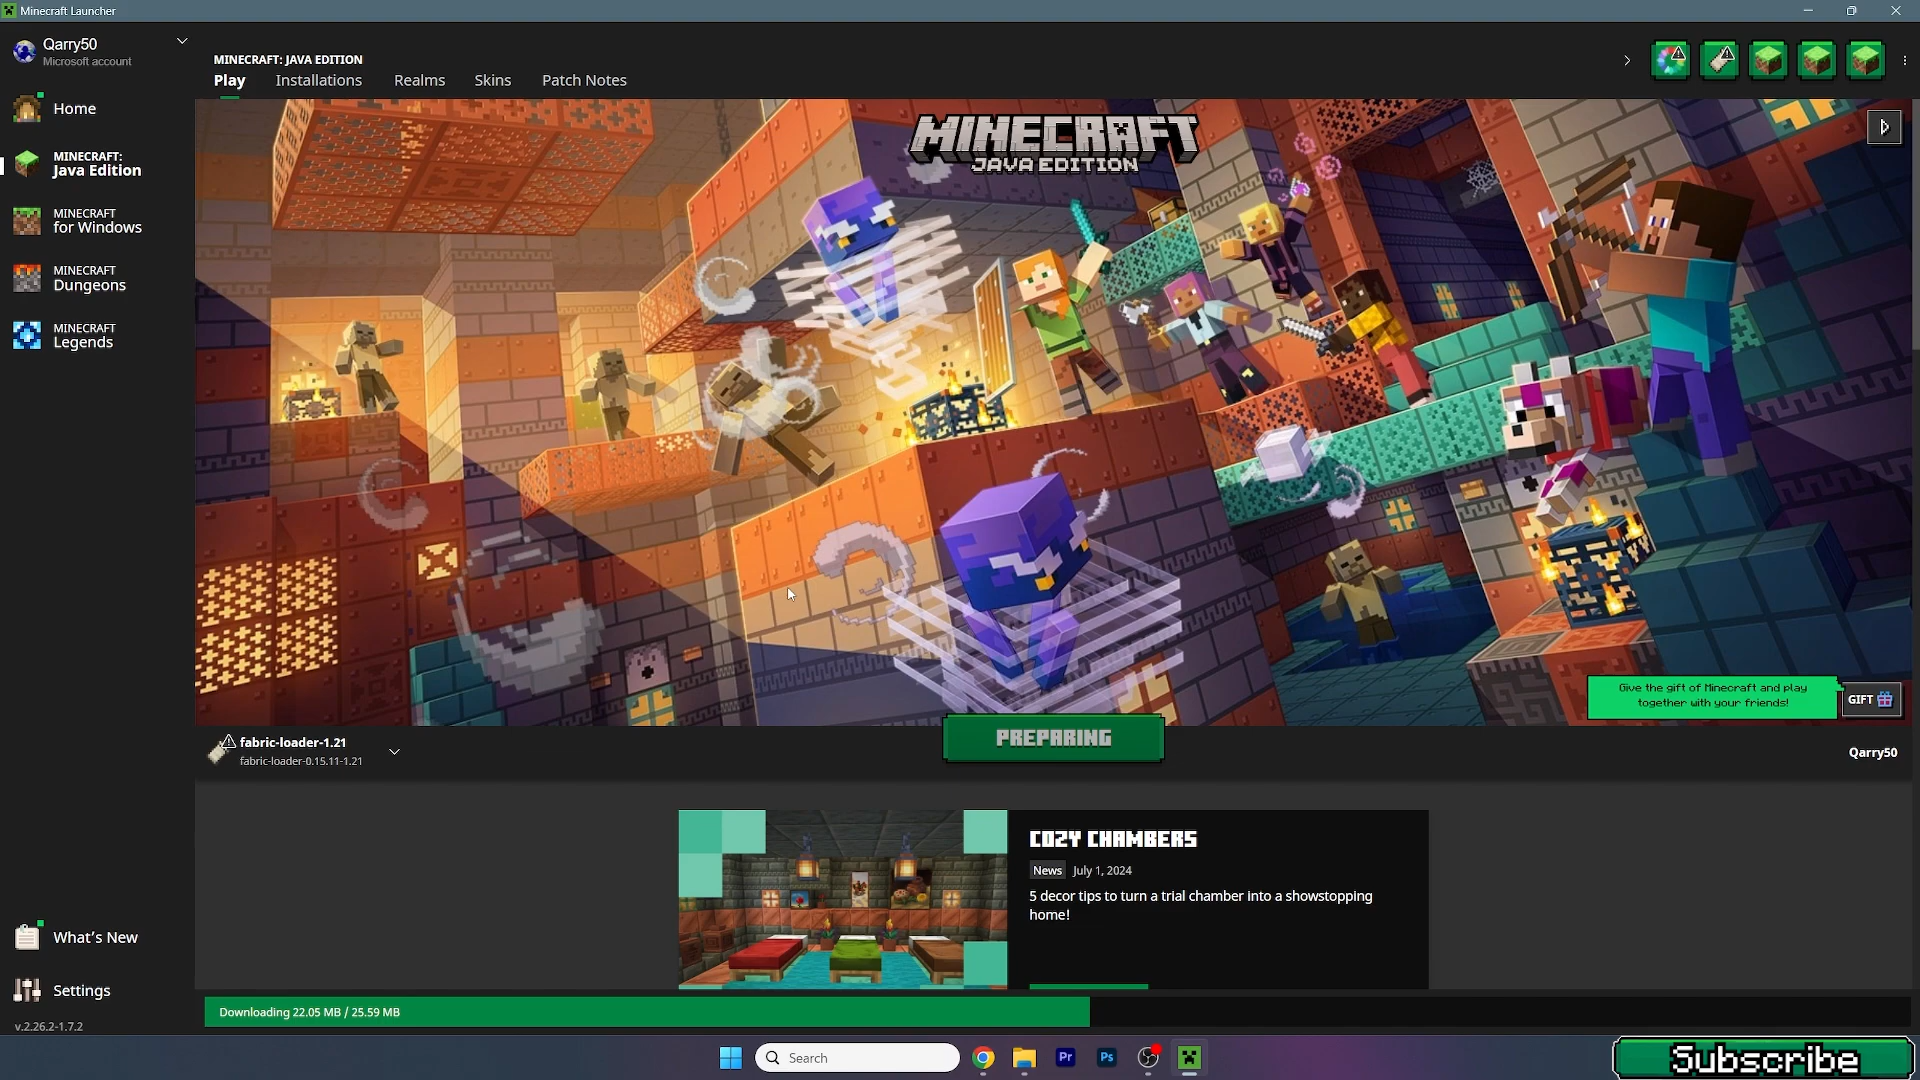 Minecraft Launcher
Qarry50
Microsoft account
MINECRAFT: JAVA EDITION
Play Installations Realms Skins Patch Notes
Home
MINECRAFT:
Java Edition
MINECRAFT
for Windows
MINECRAFT
Dungeons
MINECRAFT
Legends
MINECRAFT
JAVA EDITION
Give the gift of Minecraft and play
together with your friends!
GIFT
fabric-loader-1.21
fabric-loader-0.15.11-1.21
PREPARING
Qarry50
COZY CHAMBERS
News July 1, 2024
5 decor tips to turn a trial chamber into a showstopping
home!
What's New
Settings
v.2.26.2-1.7.2
Downloading 22.05 MB / 25.59 MB
Search
Pr
Ps
Subscribe